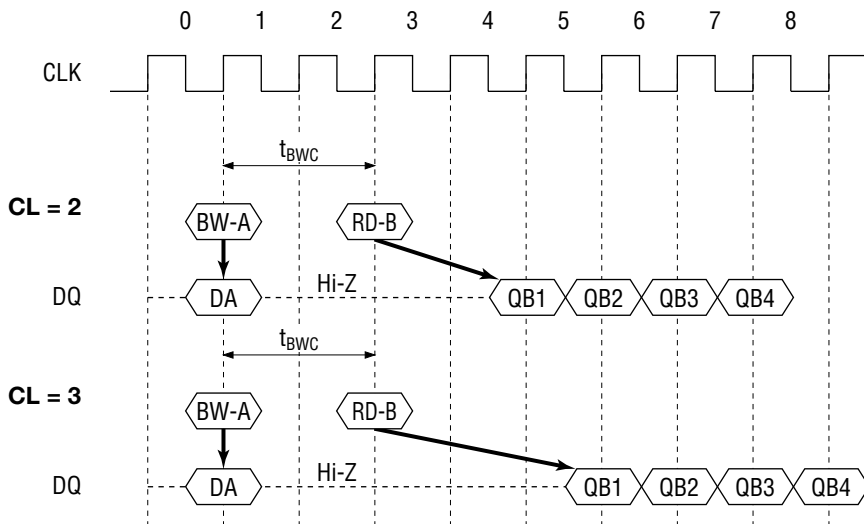 0 1 2 3 4 5 6 7 8
CLK
tBWC
CL = 2
BW-A RD-B
DQ DA Hi-Z QB1 QB2 QB3 QB4
tBWC
CL = 3
BW-A RD-B
DQ DA Hi-Z QB1 QB2 QB3 QB4